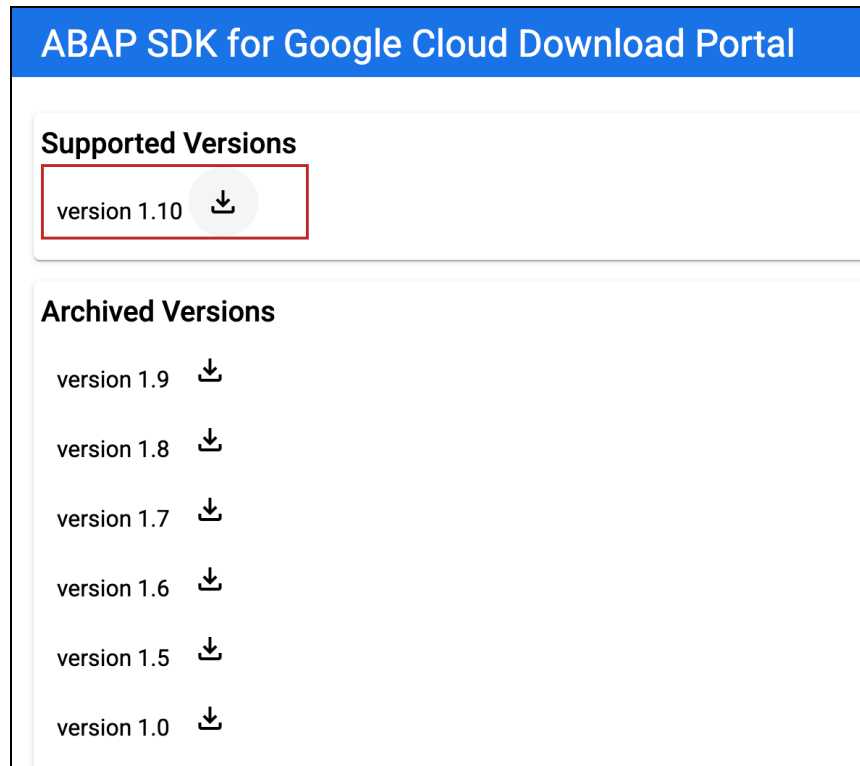 ABAP SDK for Google Cloud Download Portal
Supported Versions
version 1.10
Archived Versions
version 1.9
version 1.8
version 1.7
version 1.6
version 1.5
version 1.0